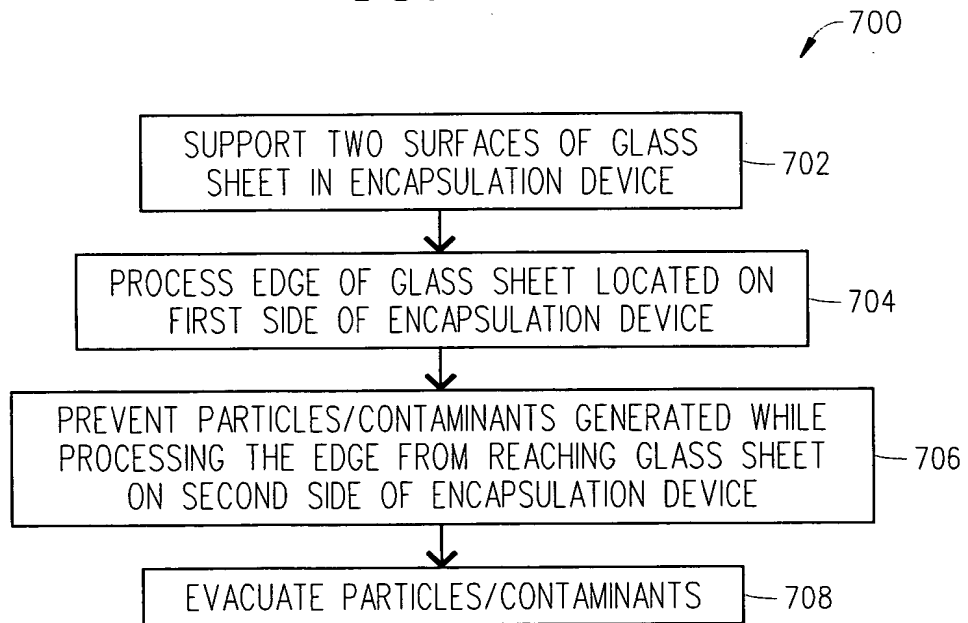 700
SUPPORT TWO SURFACES OF GLASS
SHEET IN ENCAPSULATION DEVICE
702
PROCESS EDGE OF GLASS SHEET LOCATED ON
FIRST SIDE OF ENCAPSULATION DEVICE
704
PREVENT PARTICLES/CONTAMINANTS GENERATED WHILE
PROCESSING THE EDGE FROM REACHING GLASS SHEET
ON SECOND SIDE OF ENCAPSULATION DEVICE
706
EVACUATE PARTICLES/CONTAMINANTS
708